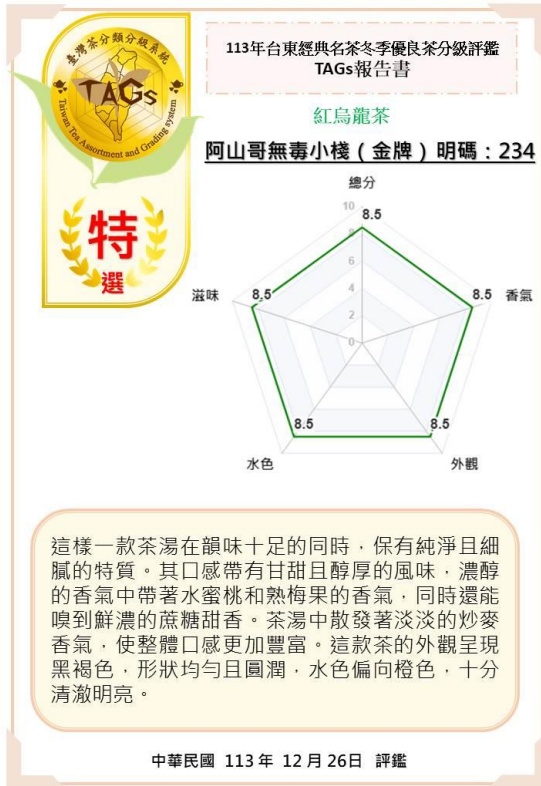 臺灣茶分類分級系統
TAGs
Taiwan Tea Assortment and Grading system
特
選
113年台東經典名茶冬季優良茶分級評鑑
TAGs報告書
紅烏龍茶
阿山哥無毒小棧(金牌)明碼:234
總分
10
8.5
8
6
4
2
0
滋味
8.5
8.5
香氣
8.5
8.5
水色
外觀
這樣一款茶湯在韻味十足的同時,保有純淨且細
膩的特質。其口感帶有甘甜且醇厚的風味,濃醇
的香氣中帶著水蜜桃和熟梅果的香氣,同時還能
嗅到鮮濃的蔗糖甜香。茶湯中散發著淡淡的炒麥
香氣,使整體口感更加豐富。這款茶的外觀呈現
黑褐色,形狀均勻且圓潤,水色偏向橙色,十分
清澈明亮。
中華民國 113年 12月26日 評鑑